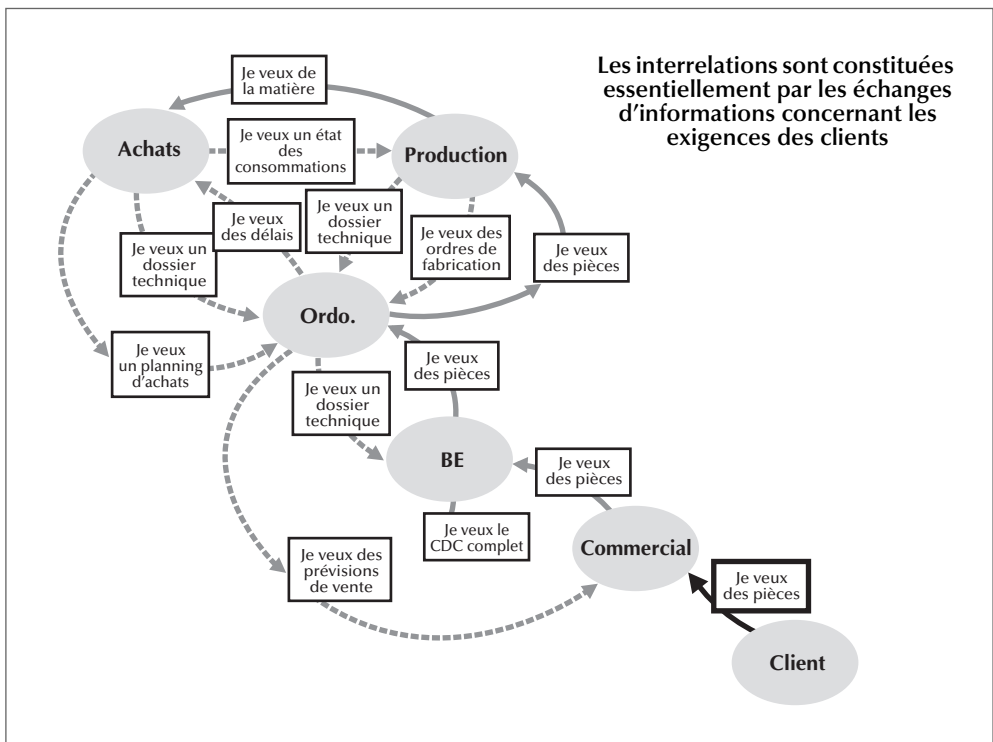 Les interrelations sont constituées
essentiellement par les échanges
d’informations concernant les
exigences des clients
Je veux de
la matière
Achats
Je veux un état
des
consommations
Production
Je veux un
dossier
technique
Je veux
des délais
Je veux un
dossier
technique
Je veux des
ordres de
fabrication
Je veux
des pièces
Ordo.
Je veux
un planning
d’achats
Je veux un
dossier
technique
Je veux
des pièces
BE
Je veux
des pièces
Je veux le
CDC complet
Commercial
Je veux des
prévisions
de vente
Je veux
des pièces
Client